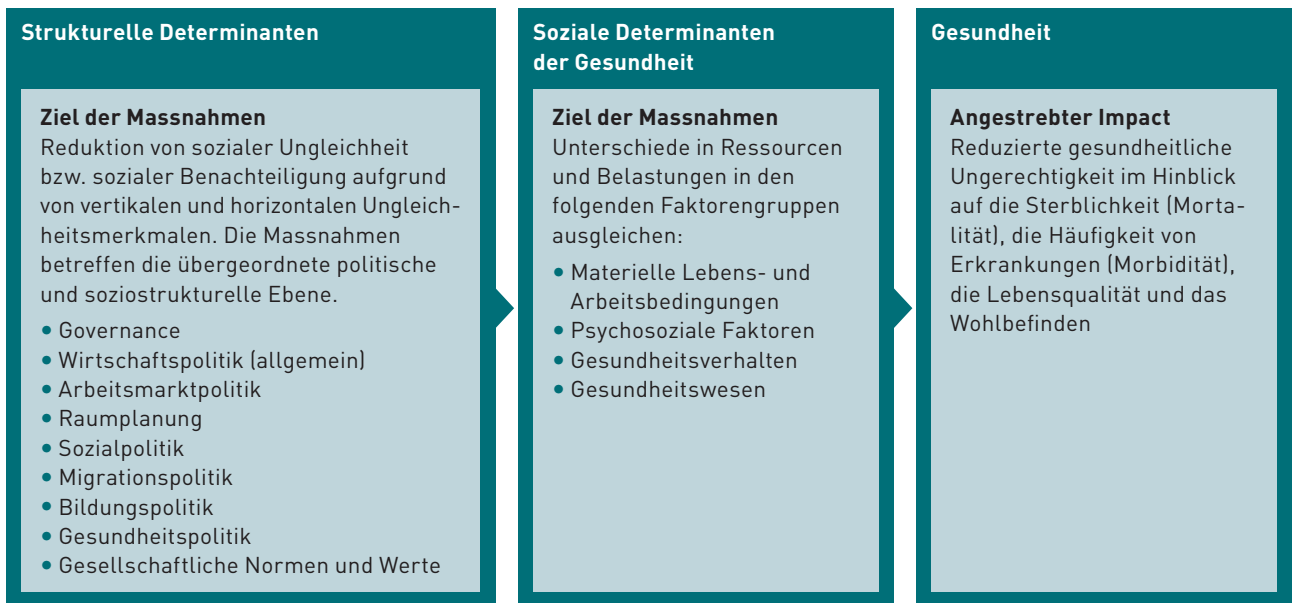 Strukturelle Determinanten
Ziel der Massnahmen
Reduktion von sozialer Ungleichheit
bzw. sozialer Benachteiligung aufgrund
von vertikalen und horizontalen Ungleich-
heitsmerkmalen. Die Massnahmen
betreffen die übergeordnete politische
und soziostrukturelle Ebene.
• Governance
• Wirtschaftspolitik (allgemein)
• Arbeitsmarktpolitik
• Raumplanung
• Sozialpolitik
• Migrationspolitik
• Bildungspolitik
• Gesundheitspolitik
• Gesellschaftliche Normen und Werte
Soziale Determinanten
der Gesundheit
Ziel der Massnahmen
Unterschiede in Ressourcen
und Belastungen in den
folgenden Faktorengruppen
ausgleichen:
• Materielle Lebens- und
Arbeitsbedingungen
• Psychosoziale Faktoren
• Gesundheitsverhalten
• Gesundheitswesen
Gesundheit
Angestrebter Impact
Reduzierte gesundheitliche
Ungerechtigkeit im Hinblick
auf die Sterblichkeit (Morta-
lität), die Häufigkeit von
Erkrankungen (Morbidität),
die Lebensqualität und das
Wohlbefinden